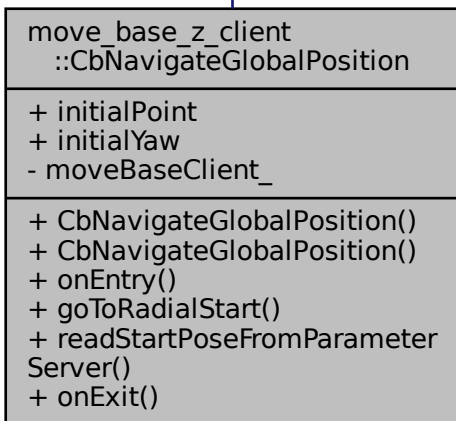 move_base_z_client
::CbNavigateGlobalPosition
+ initialPoint
+ initialYaw
- moveBaseClient_
+ CbNavigateGlobalPosition()
+ CbNavigateGlobalPosition()
+ onEntry()
+ goToRadialStart()
+ readStartPoseFromParameter
Server()
+ onExit()